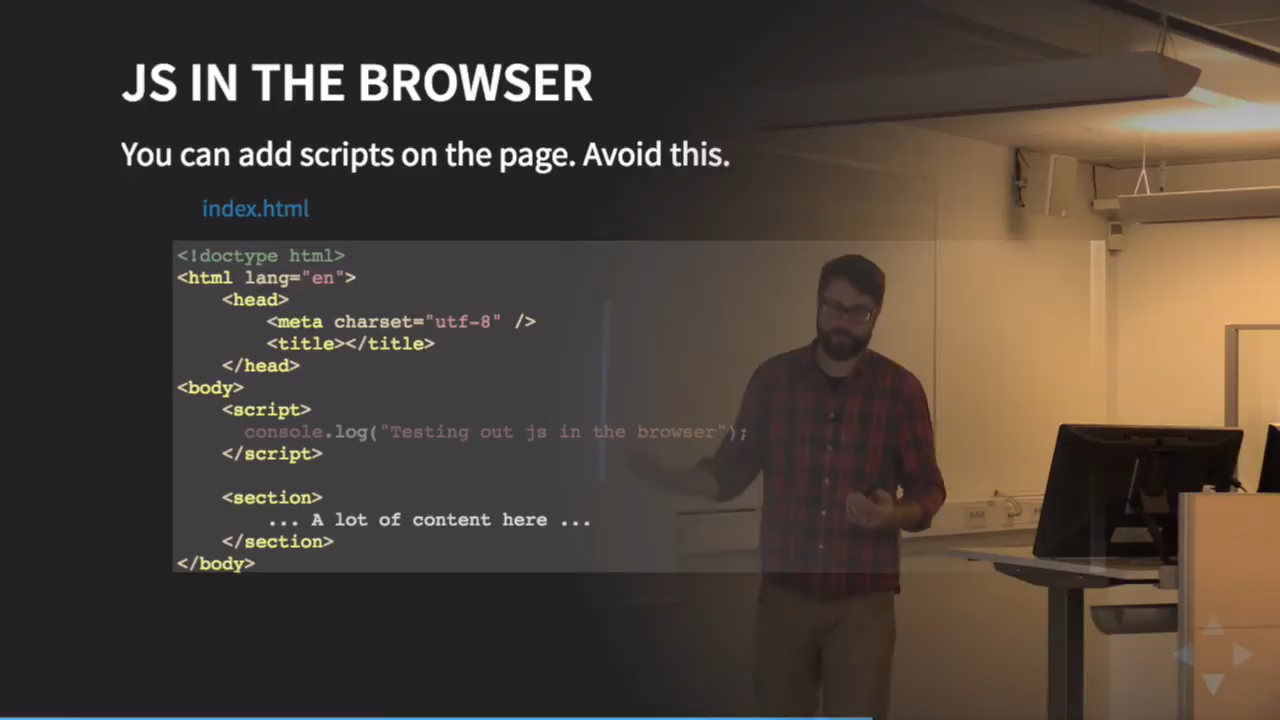 JS IN THE BROWSER
You can add scripts on the page. Avoid this.
index.html
<!doctype html>
<html lang="en">
    <head>
        <meta charset="utf-8" />
        <title></title>
    </head>
<body>
    <script>
      console.log("Testing out js in the browser");
    </script>
    <section>
        ... A lot of content here ...
    </section>
</body>